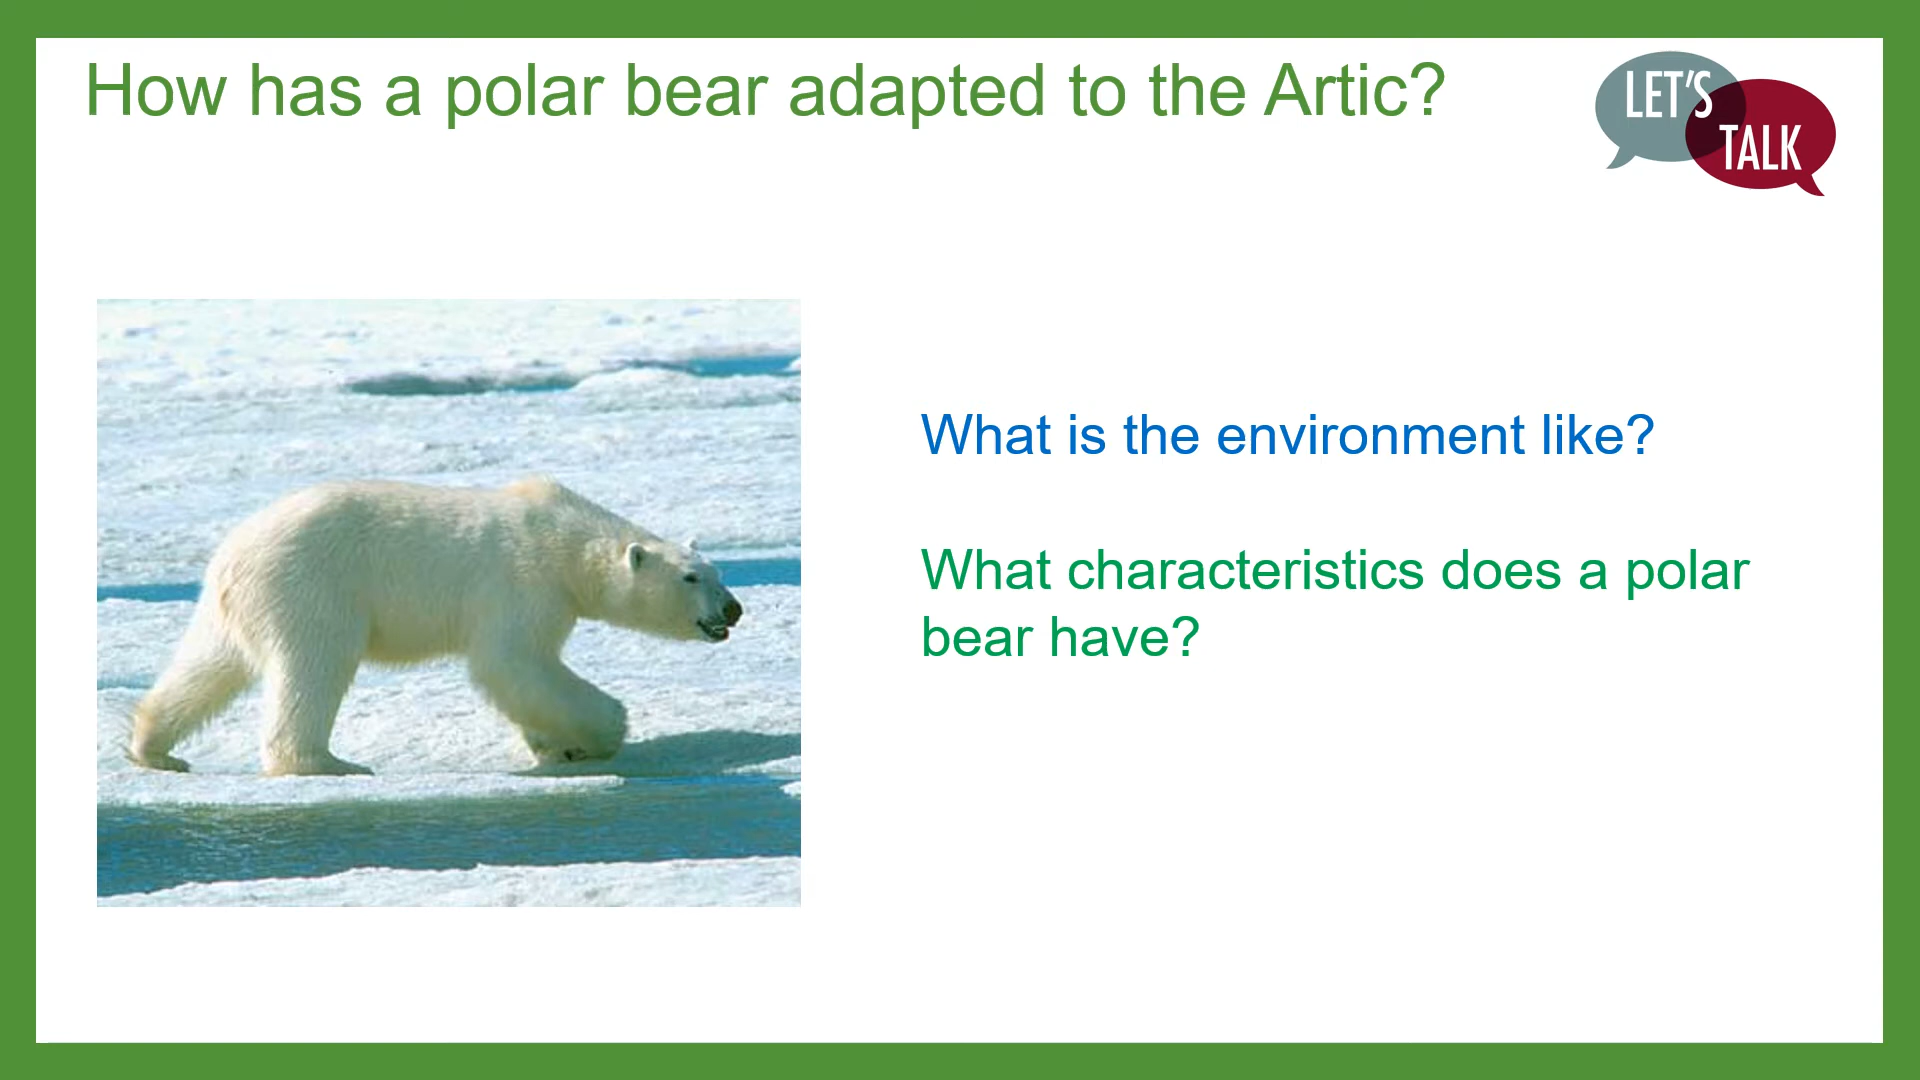 How has a polar bear adapted to the Artic?
LET'S
TALK
What is the environment like?
What characteristics does a polar
bear have?